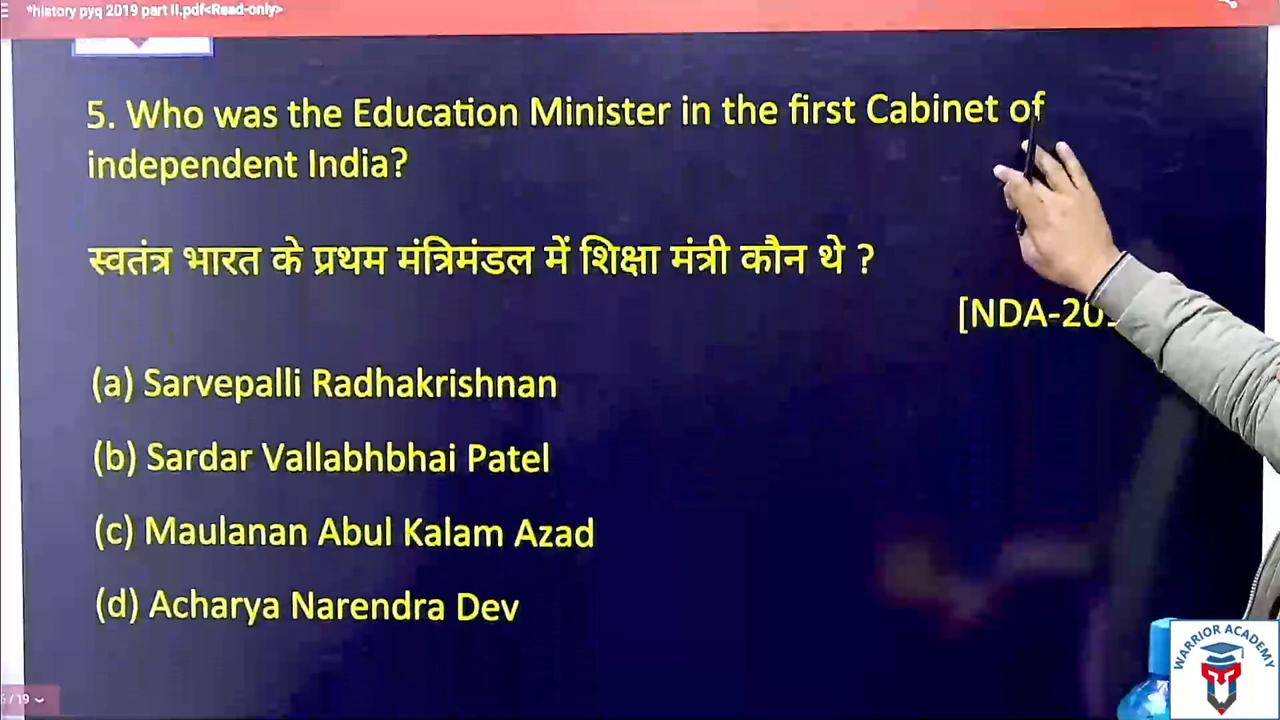 *history pyq 2019 part II.pdf<Read-only>
5. Who was the Education Minister in the first Cabinet of
independent India?
स्वतंत्र भारत के प्रथम मंत्रिमंडल में शिक्षा मंत्री कौन थे ?
(a) Sarvepalli Radhakrishnan
(b) Sardar Vallabhbhai Patel
(c) Maulanan Abul Kalam Azad
(d) Acharya Narendra Dev
WARRIOR ACADEMY